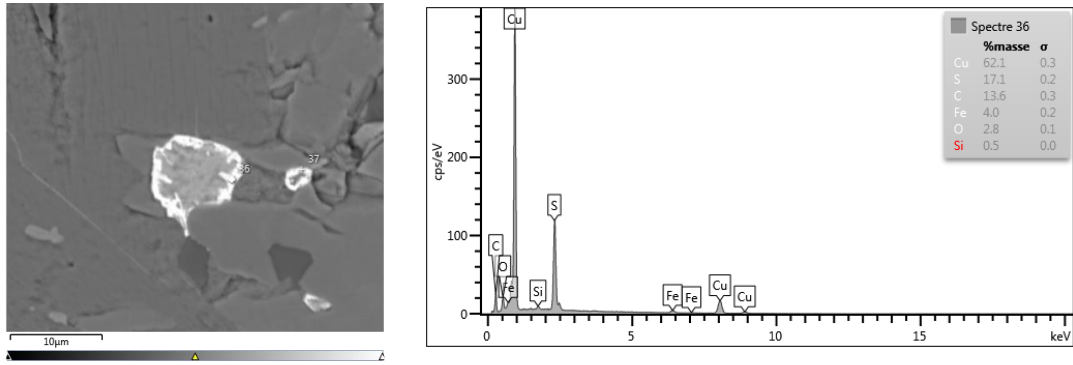 36
37
10µm
cps/eV
300
200
100
0
Cu
S
C
O
Fe
Si
Fe
Fe
Cu
Cu
0
5
10
15
keV
Spectre 36
%masse σ
Cu 62.1 0.3
S 17.1 0.2
C 13.6 0.3
Fe 4.0 0.2
O 2.8 0.1
Si 0.5 0.0